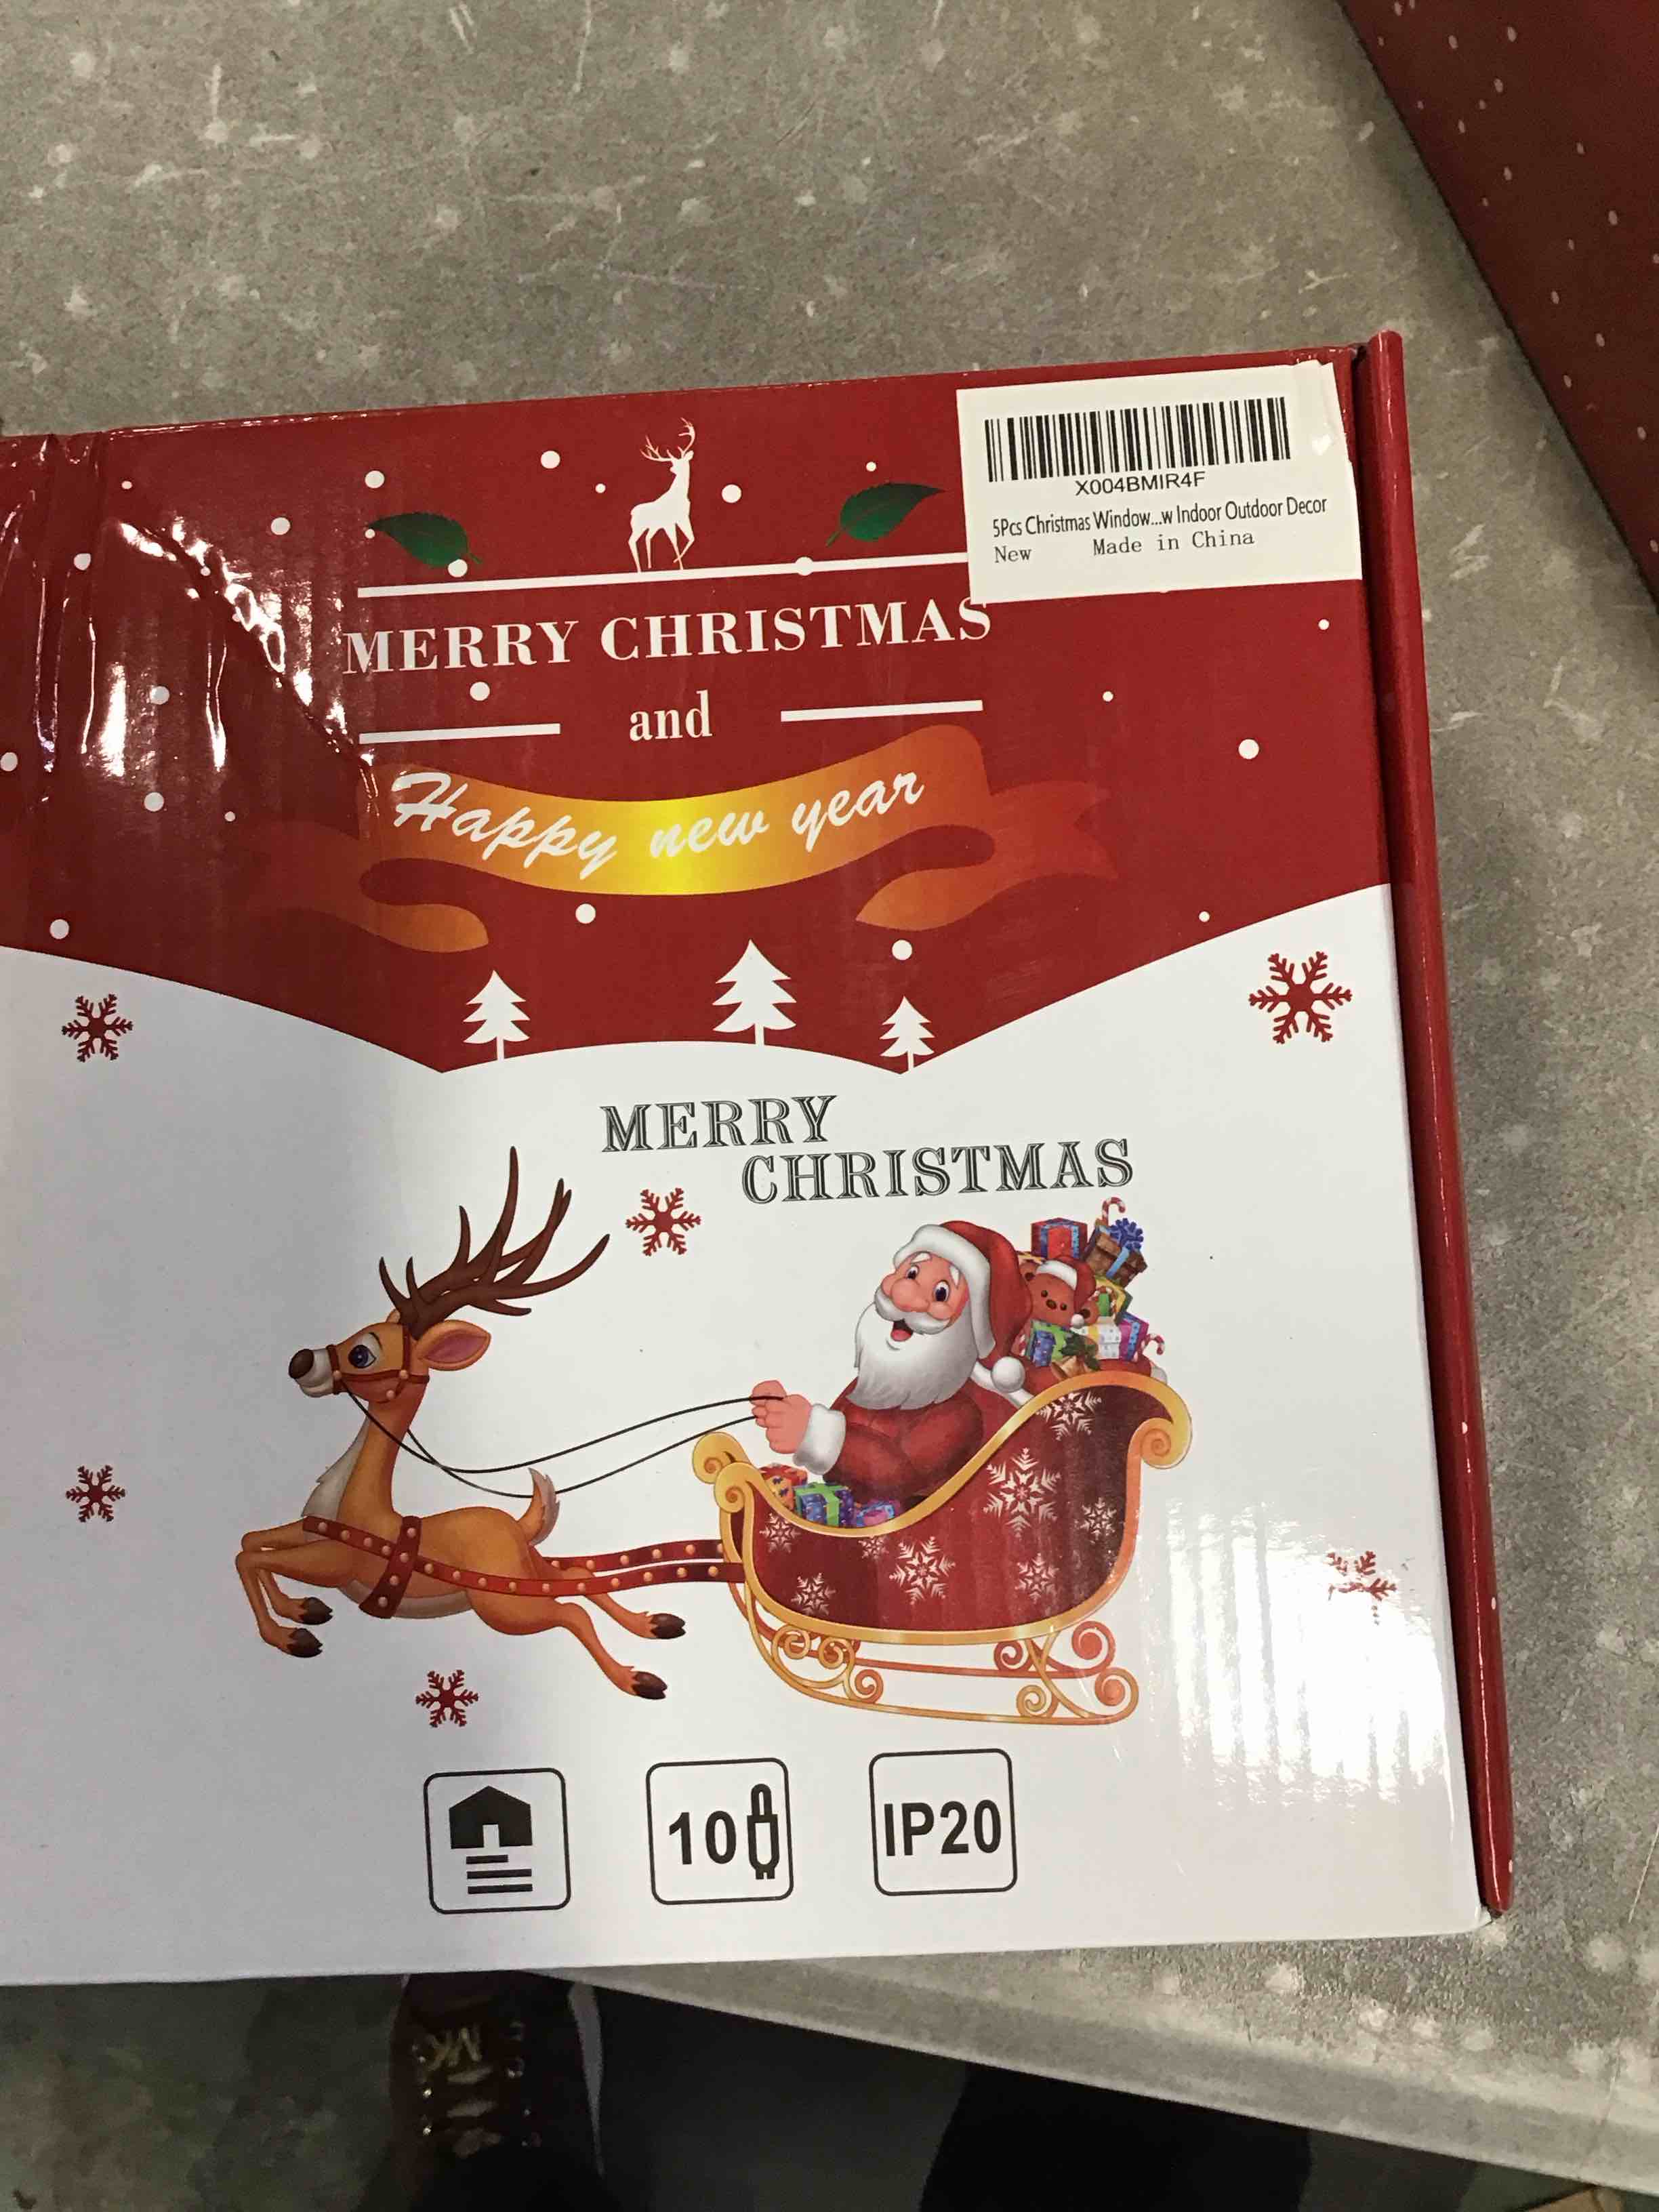 X004BMIR4F
5Pcs Christmas Window...w Indoor Outdoor Decor
New Made in China
MERRY CHRISTMAS
and
Happy new year
MERRY
CHRISTMAS
10
IP20
MK